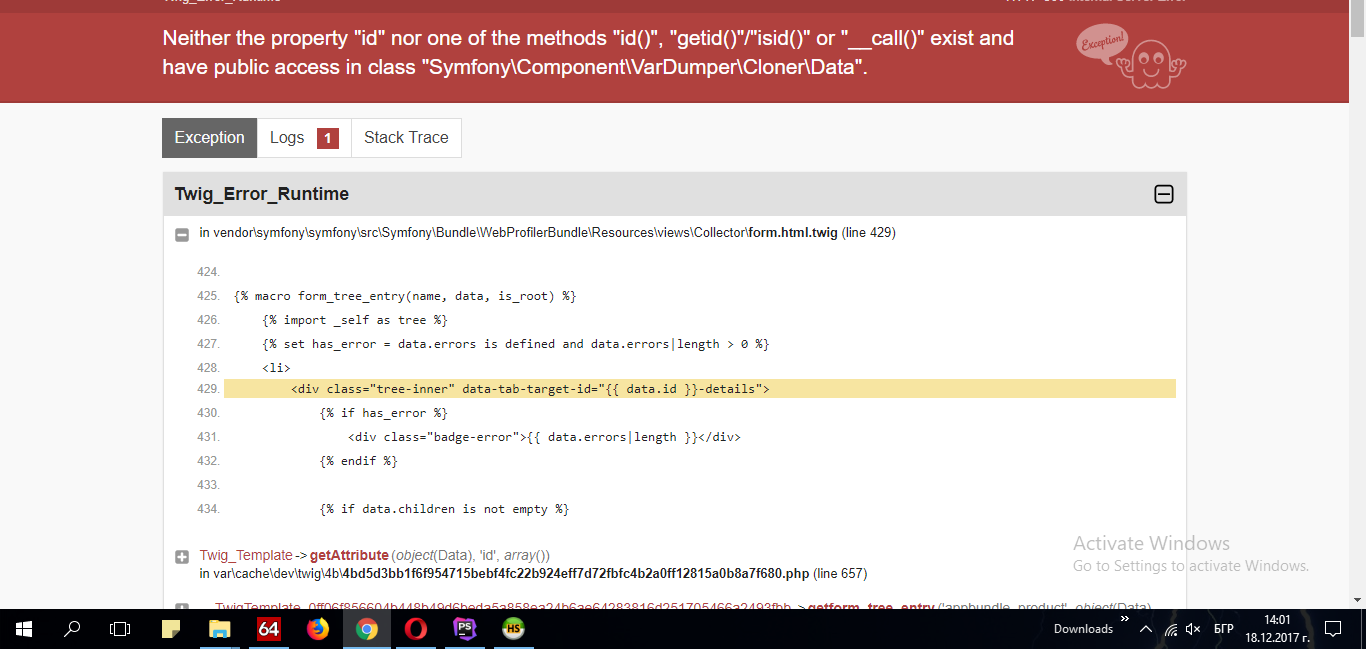 Neither the property "id" nor one of the methods "id()", "getid()"/"isid()" or "__call()" exist and
have public access in class "Symfony\Component\VarDumper\Cloner\Data".
Exception!
Exception
Logs 1
Stack Trace
Twig_Error_Runtime
in vendor\symfony\symfony\src\Symfony\Bundle\WebProfilerBundle\Resources\views\Collector\form.html.twig (line 429)
424.
425. {% macro form_tree_entry(name, data, is_root) %}
426. {% import _self as tree %}
427. {% set has_error = data.errors is defined and data.errors|length > 0 %}
428. <li>
429. <div class="tree-inner" data-tab-target-id="{{ data.id }}-details">
430. {% if has_error %}
431. <div class="badge-error">{{ data.errors|length }}</div>
432. {% endif %}
433.
434. {% if data.children is not empty %}
Twig_Template->getAttribute(object(Data), 'id', array())
in var\cache\dev\twig\4b\4bd5d3bb1f6f954715bebf4fc22b924eff7d72fbfc4b2a0ff12815a0b8a7f680.php (line 657)
Activate Windows
Go to Settings to activate Windows.
64
PS
HS
Downloads
БГР
14:01
18.12.2017 г.